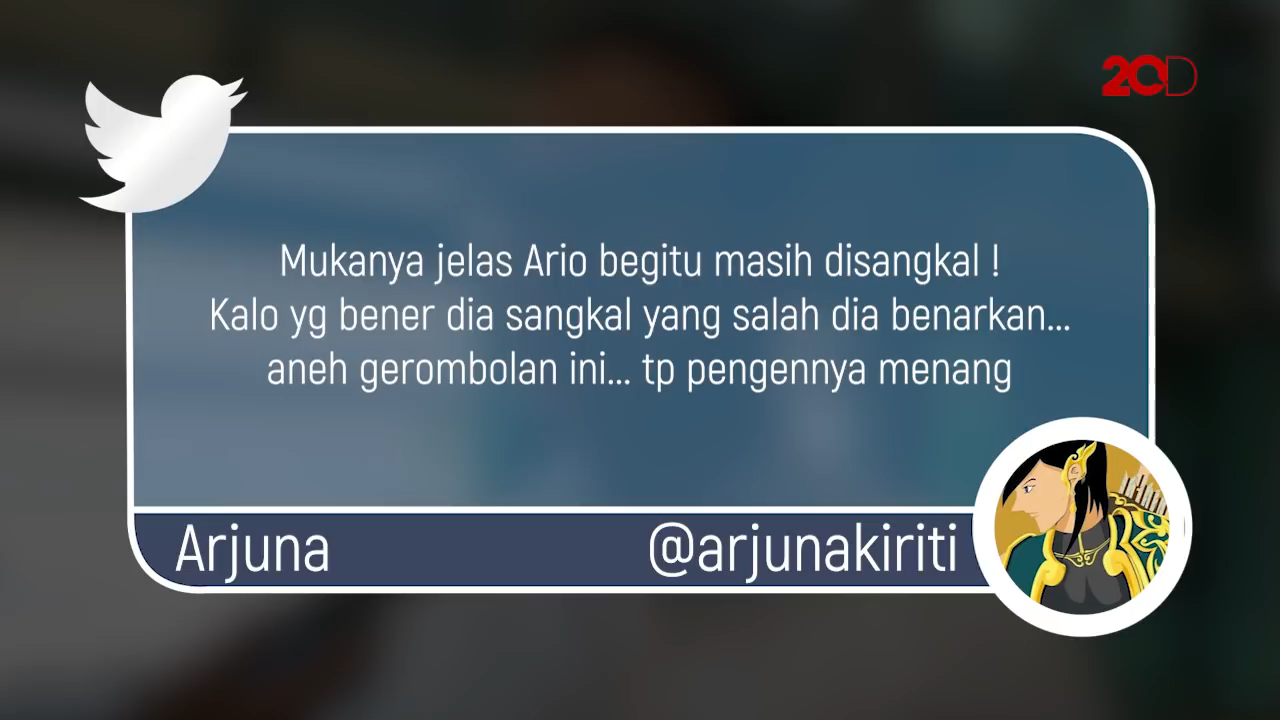 20D
Mukanya jelas Ario begitu masih disangkal !
Kalo yg bener dia sangkal yang salah dia benarkan...
aneh gerombolan ini... tp pengennya menang
Arjuna
@arjunakiriti